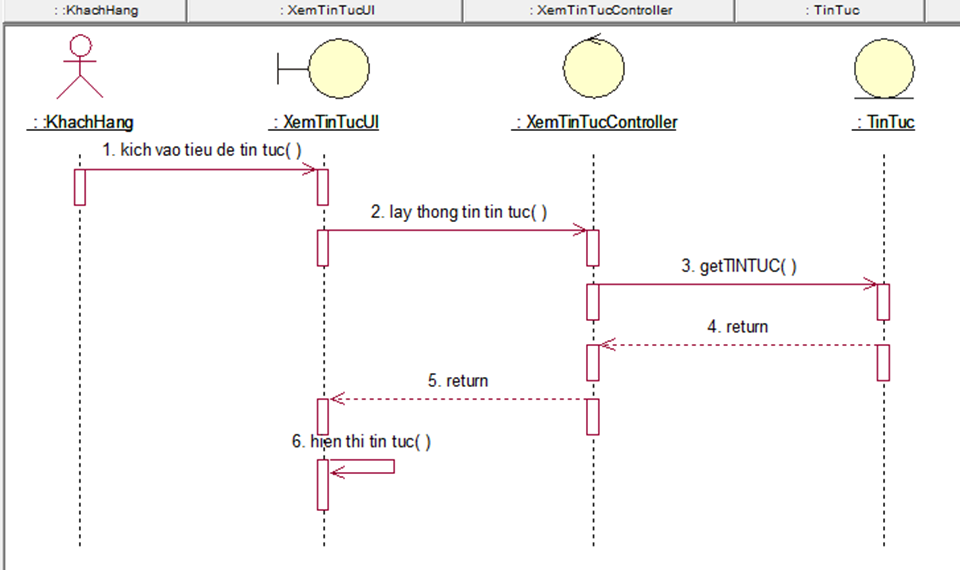 : :KhachHang
: XemTinTucUI
: XemTinTucController
: TinTuc
: :KhachHang
: XemTinTucUI
: XemTinTucController
: TinTuc
1. kich vao tieu de tin tuc( )
2. lay thong tin tin tuc( )
3. getTINTUC( )
4. return
5. return
6. hien thi tin tuc( )